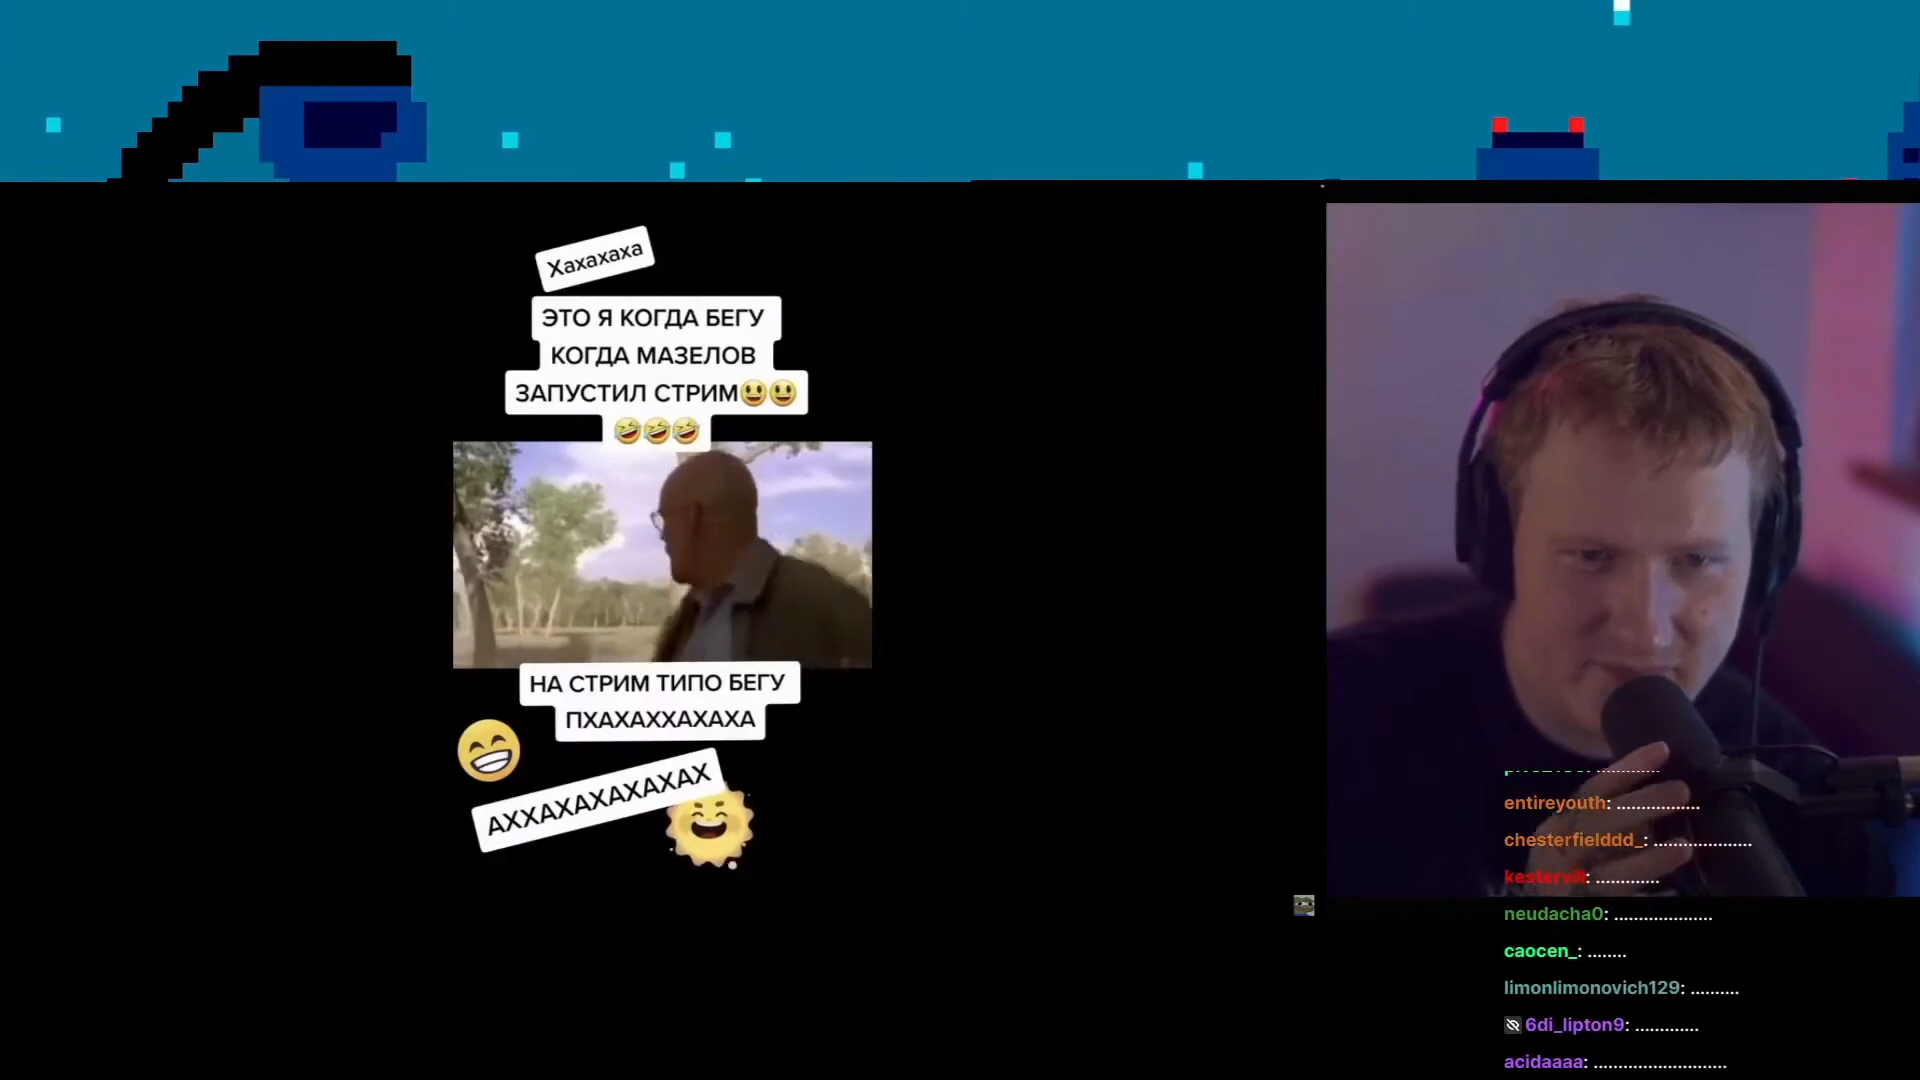 Хахахаха
ЭТО Я КОГДА БЕГУ
КОГДА МАЗЕЛОВ
ЗАПУСТИЛ СТРИМ😃😃
🤣🤣🤣
НА СТРИМ ТИПО БЕГУ
ПХАХАХХАХАХА
АХХАХАХАХАХАХ
entireyouth: .................
chesterfielddd_: ....................
neudacha0: ....................
caocen_: ........
limonlimonovich129: ..........
6di_lipton9: .............
acidaaaa: ...........................